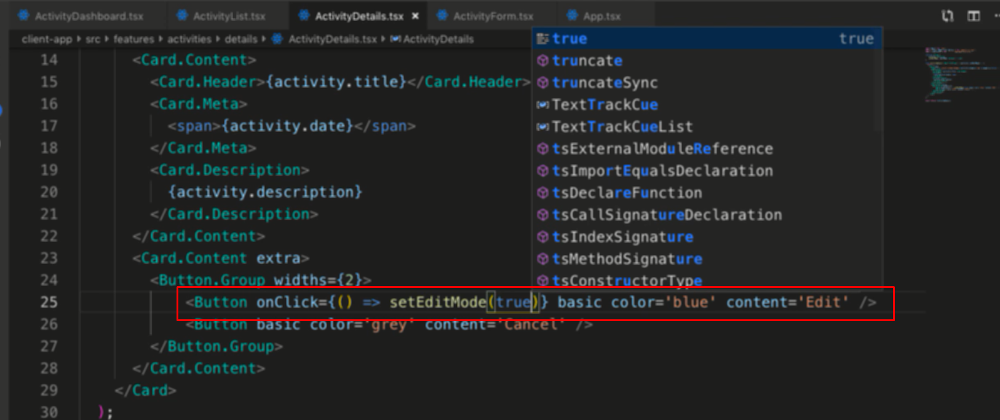 ActivityDashboard.tsx ActivityList.tsx ActivityDetails.tsx × ActivityForm.tsx App.tsx
client-app › src › features › activities › details › ActivityDetails.tsx › ActivityDetails
14 <Card.Content>
15 <Card.Header>{activity.title}</Card.Header>
16 <Card.Meta>
17 <span>{activity.date}</span>
18 </Card.Meta>
19 <Card.Description>
20 {activity.description}
21 </Card.Description>
22 </Card.Content>
23 <Card.Content extra>
24 <Button.Group widths={2}>
25 <Button onClick={() => setEditMode(true)} basic color='blue' content='Edit' />
26 <Button basic color='grey' content='Cancel' />
27 </Button.Group>
28 </Card.Content>
29 </Card>
30 );
true true
truncate
truncateSync
TextTrackCue
TextTrackCueList
tsExternalModuleReference
tsImportEqualsDeclaration
tsDeclareFunction
tsCallSignatureDeclaration
tsIndexSignature
tsMethodSignature
tsConstructorType